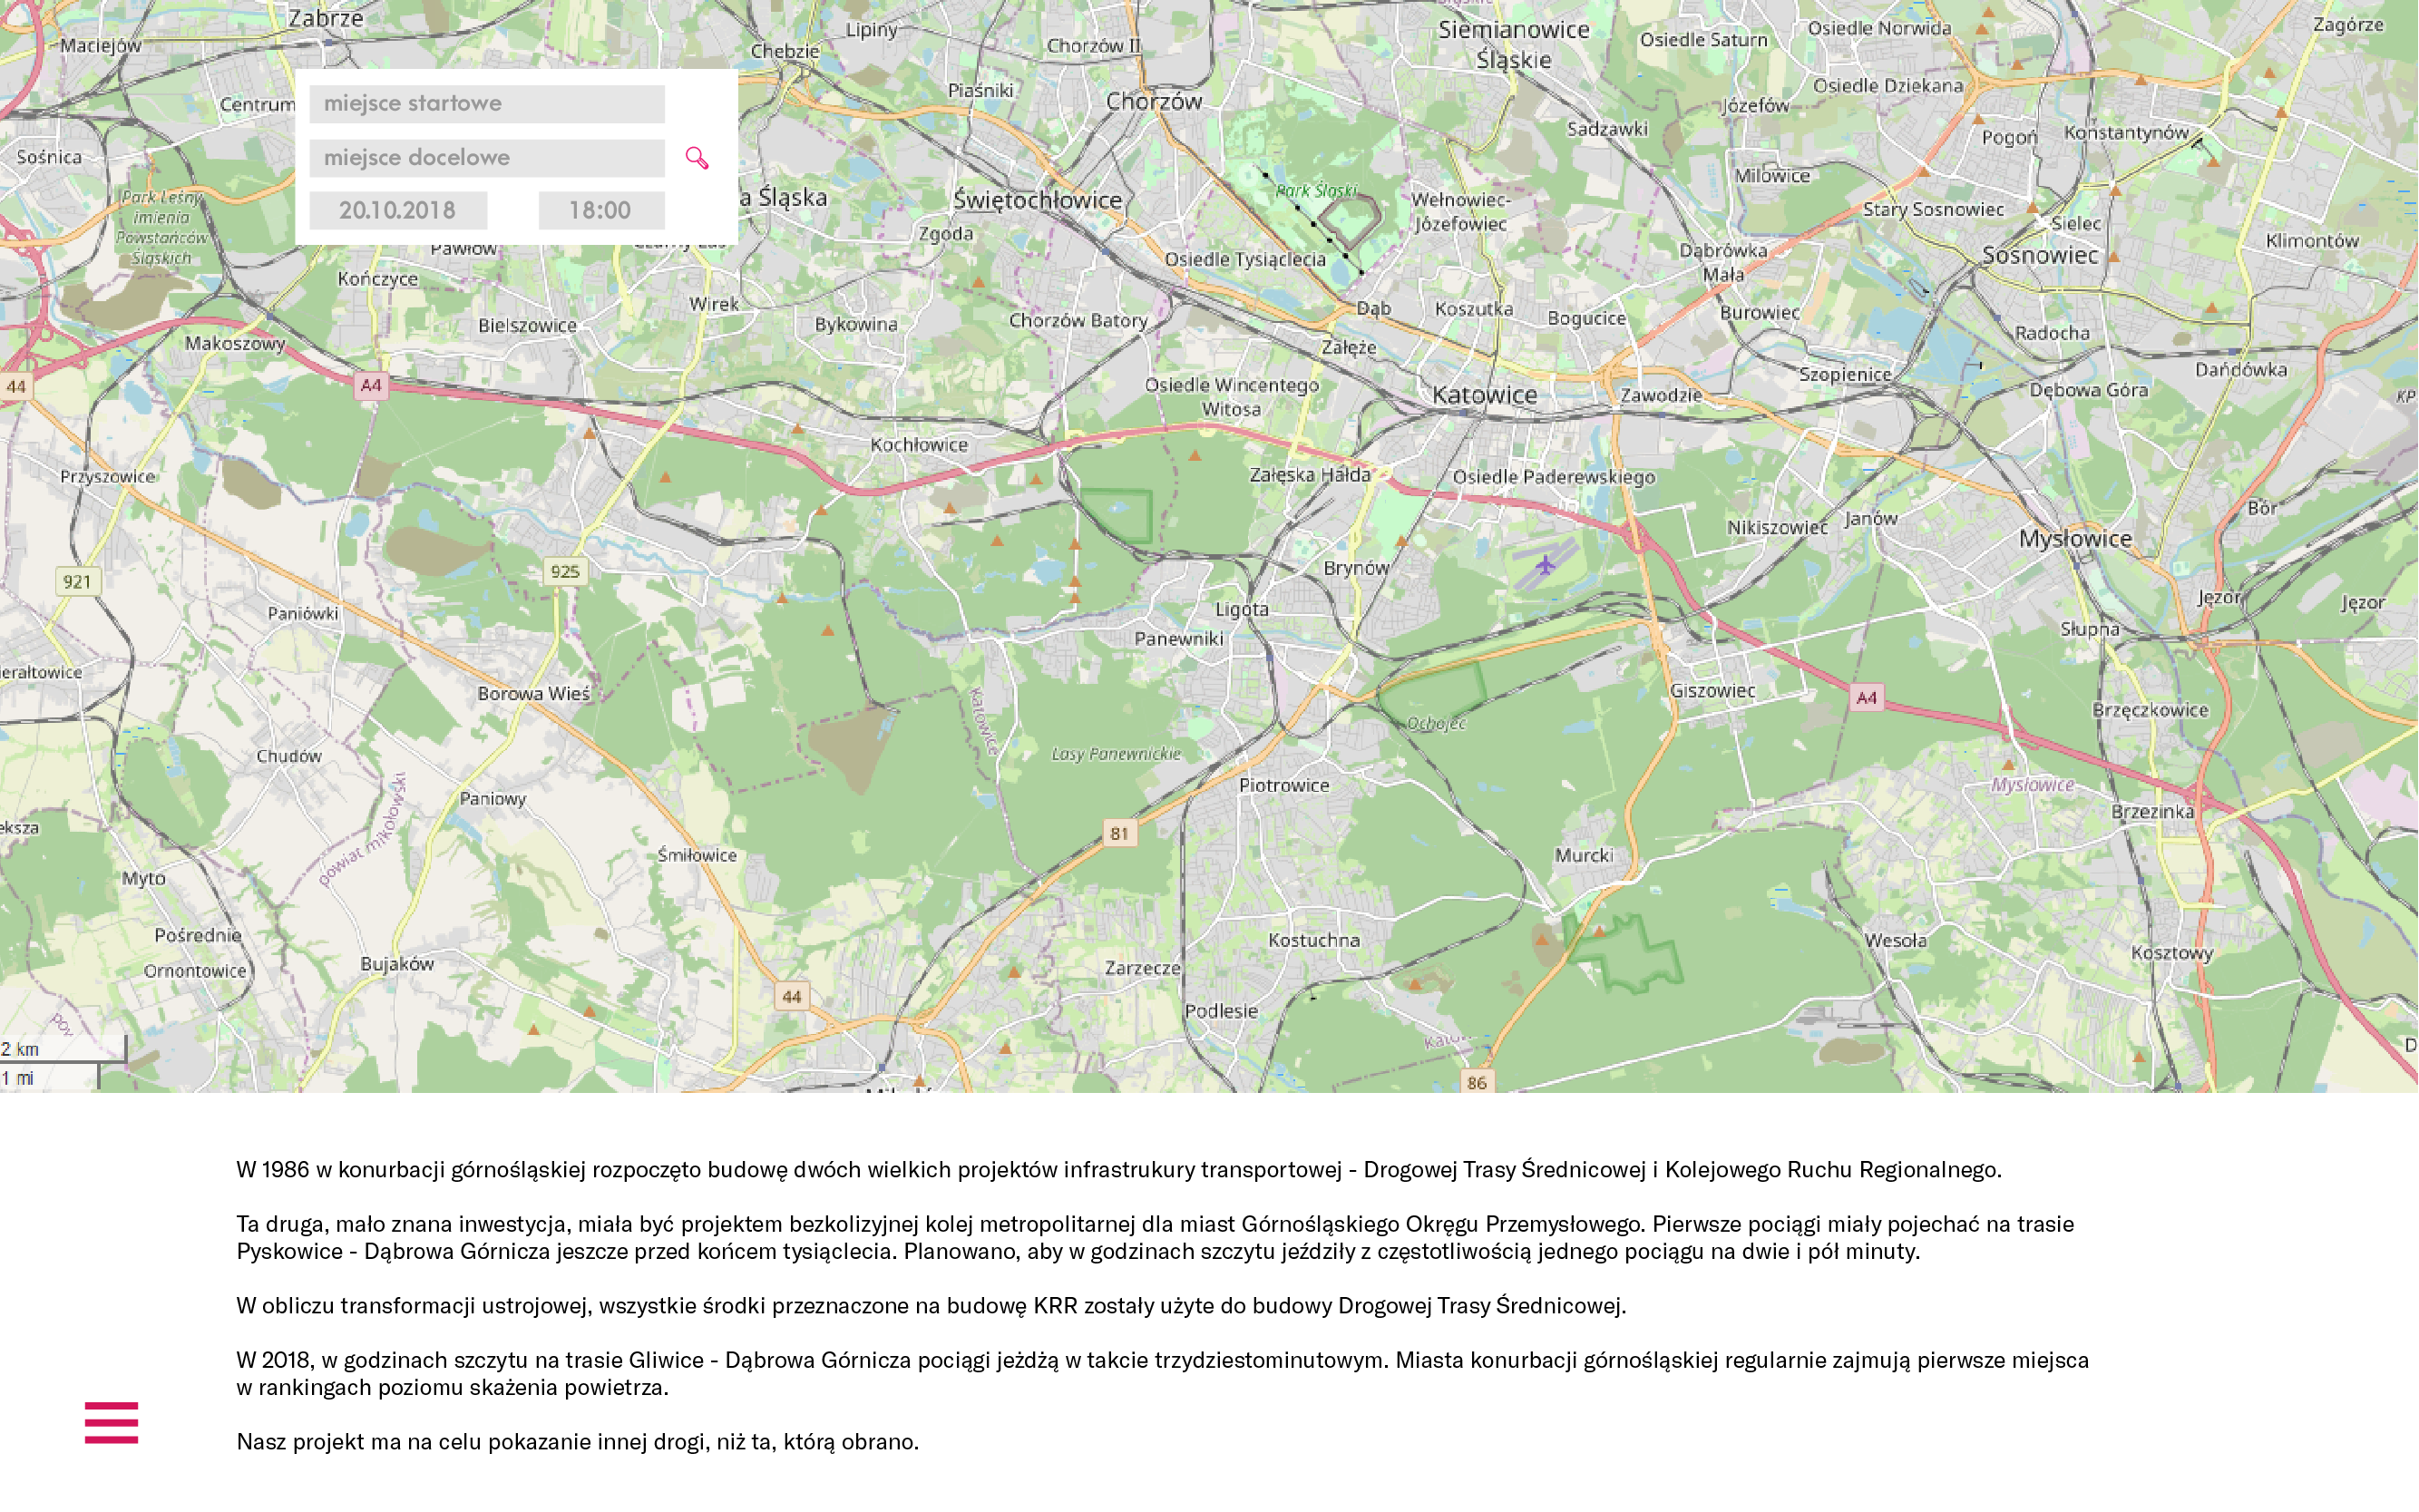 Zabrze
Maciejów
Lipiny
Chebzie
Chorzów II
Siemianowice
Śląskie
Osiedle Saturn
Osiedle Norwida
Zagórze
Centrum
Piaśniki
Chorzów
Józefów
Osiedle Dziekana
Sadzawki
Pogoń
Konstantynów
Sośnica
miejsce startowe
miejsce docelowe
20.10.2018
18:00
Milowice
Park Leśny
imienia
Powstańców
Śląskich
a Śląska
Świętochłowice
Park Śląski
Wełnowiec-
Józefowiec
Stary Sosnowiec
Sielec
Klimontów
Pawłów
Zgoda
Osiedle Tysiąclecia
Dąbrówka
Mała
Sosnowiec
Kończyce
Wirek
Bielszowice
Bykowina
Chorzów Batory
Dąb
Koszutka
Bogucice
Burowiec
Radocha
Makoszowy
Załęże
44
A4
Osiedle Wincentego
Witosa
Katowice
Zawodzie
Szopienice
Dębowa Góra
Dańdówka
KP
Kochłowice
Przyszowice
Załęska Hałda
Osiedle Paderewskiego
Nikiszowiec
Janów
Bór
Mysłowice
921
925
Brynów
Paniówki
Ligota
Panewniki
Jęzor
Jęzor
Słupna
ierałtowice
Borowa Wieś
Katowice
Giszowiec
A4
Brzęczkowice
Chudów
Lasy Panewnickie
Ochojec
Piotrowice
Mysłowice
Paniowy
powiat mikołowski
81
Brzezinka
eksza
Myto
Śmiłowice
Murcki
Pośrednie
Ornontowice
Bujaków
Zarzecze
Kostuchna
Wesoła
Kosztowy
44
Podlesie
pov
2 km
1 mi
86
D
W 1986 w konurbacji górnośląskiej rozpoczęto budowę dwóch wielkich projektów infrastrukury transportowej - Drogowej Trasy Średnicowej i Kolejowego Ruchu Regionalnego.
Ta druga, mało znana inwestycja, miała być projektem bezkolizyjnej kolej metropolitarnej dla miast Górnośląskiego Okręgu Przemysłowego. Pierwsze pociągi miały pojechać na trasie
Pyskowice - Dąbrowa Górnicza jeszcze przed końcem tysiąclecia. Planowano, aby w godzinach szczytu jeździły z częstotliwością jednego pociągu na dwie i pół minuty.
W obliczu transformacji ustrojowej, wszystkie środki przeznaczone na budowę KRR zostały użyte do budowy Drogowej Trasy Średnicowej.
W 2018, w godzinach szczytu na trasie Gliwice - Dąbrowa Górnicza pociągi jeżdżą w takcie trzydziestominutowym. Miasta konurbacji górnośląskiej regularnie zajmują pierwsze miejsca
w rankingach poziomu skażenia powietrza.
Nasz projekt ma na celu pokazanie innej drogi, niż ta, którą obrano.